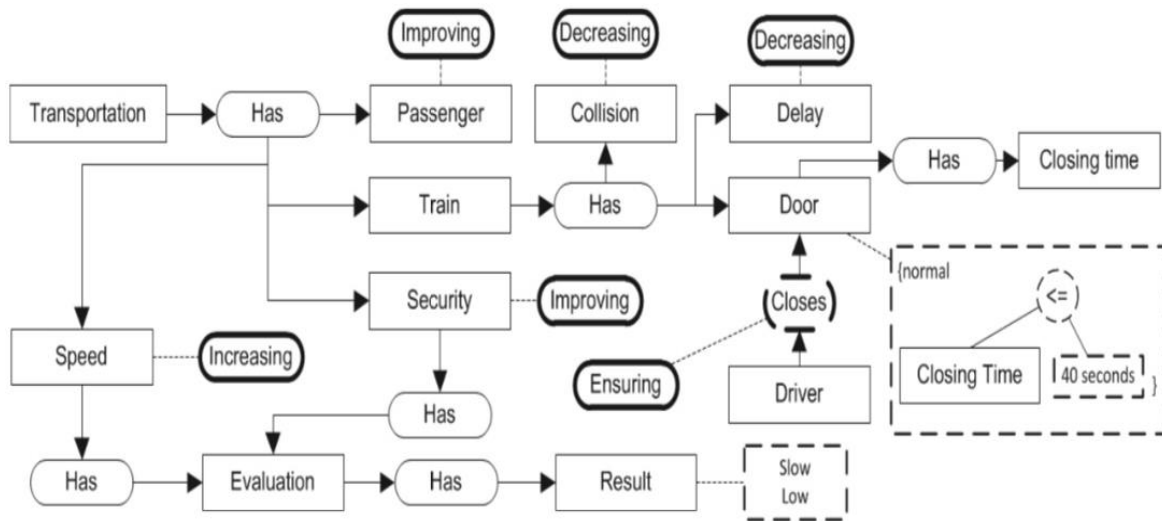 Improving
Decreasing
Decreasing
Transportation
Has
Passenger
Collision
Delay
Has
Closing time
Train
Has
Door
{normal
<=
Closing Time
40 seconds
}
Security
Improving
Closes
Speed
Increasing
Ensuring
Driver
Has
Has
Evaluation
Has
Result
Slow
Low